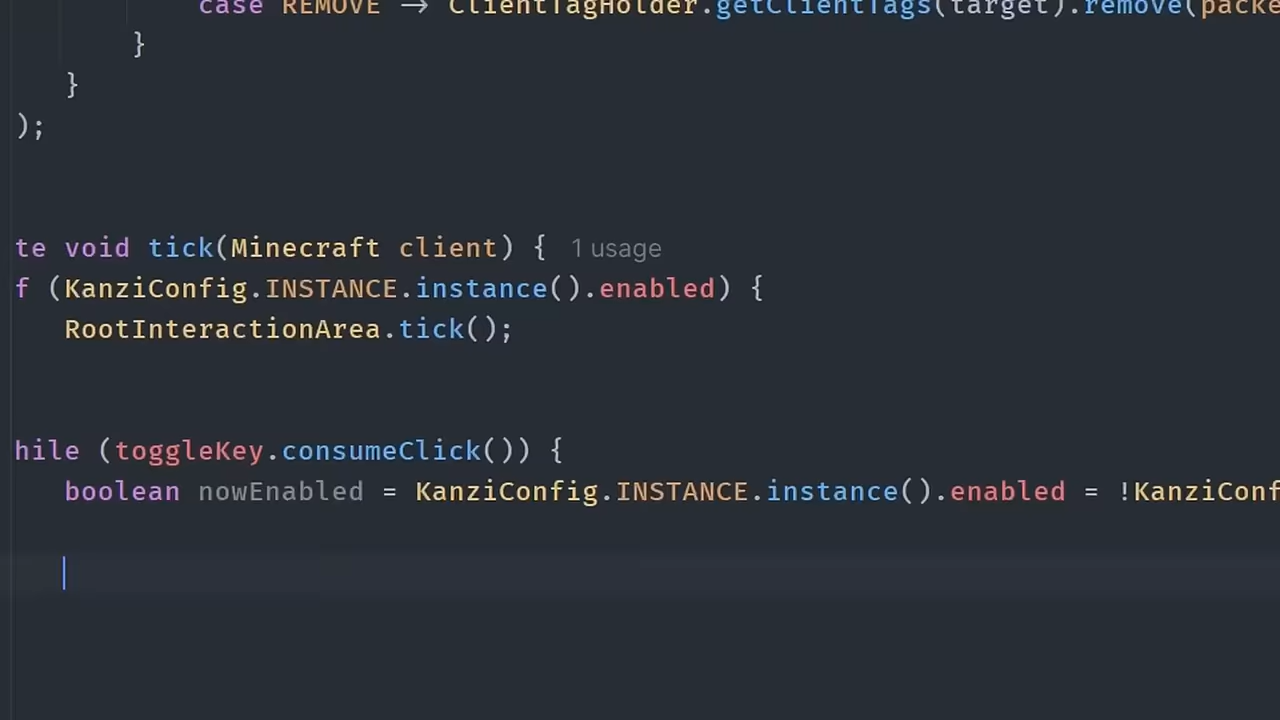 case REMOVE → ClientTagHolder.getClientTags(target).remove(packe
}
}
);
te void tick(Minecraft client) { 1 usage
f (KanziConfig.INSTANCE.instance().enabled) {
RootInteractionArea.tick();
hile (toggleKey.consumeClick()) {
boolean nowEnabled = KanziConfig.INSTANCE.instance().enabled = !KanziConf